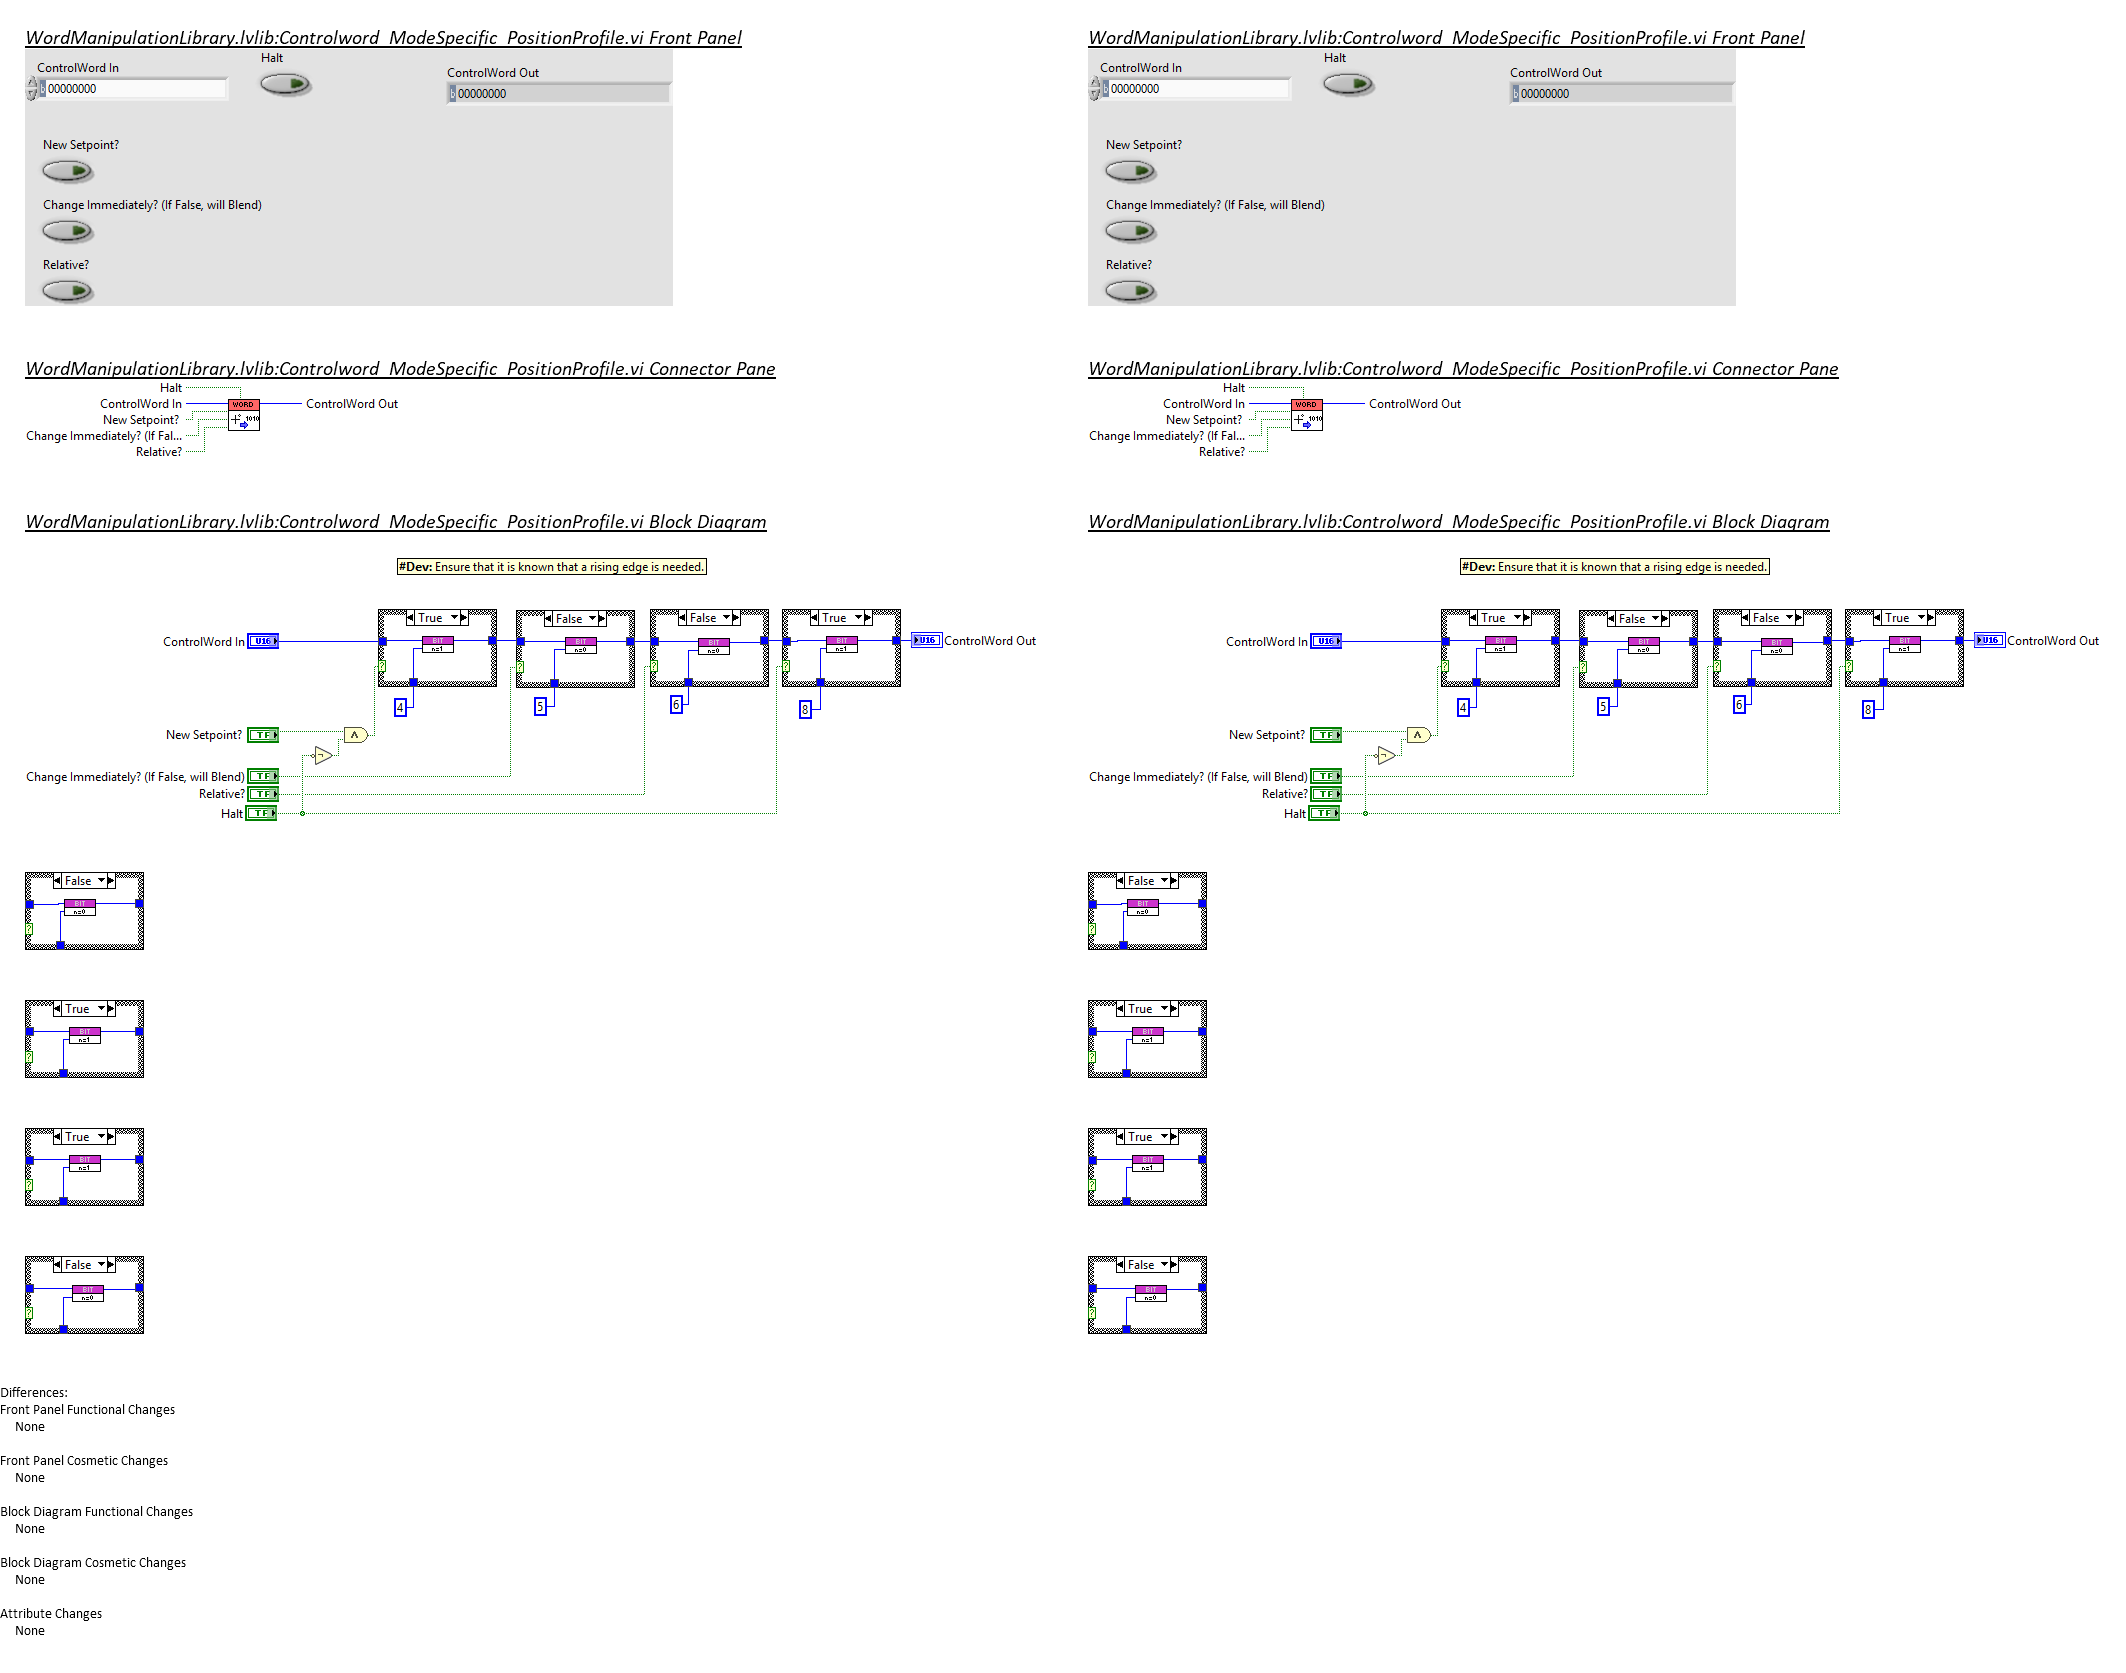 WordManipulationLibrary.lvlib:Controlword_ModeSpecific_PositionProfile.vi Front Panel
ControlWord In
Halt
ControlWord Out
b 00000000
b 00000000
New Setpoint?
Change Immediately? (If False, will Blend)
Relative?
WordManipulationLibrary.lvlib:Controlword_ModeSpecific_PositionProfile.vi Front Panel
ControlWord In
Halt
ControlWord Out
b 00000000
b 00000000
New Setpoint?
Change Immediately? (If False, will Blend)
Relative?
WordManipulationLibrary.lvlib:Controlword_ModeSpecific_PositionProfile.vi Connector Pane
Halt
ControlWord In
WORD
ControlWord Out
New Setpoint?
1010
Change Immediately? (If Fal...
Relative?
WordManipulationLibrary.lvlib:Controlword_ModeSpecific_PositionProfile.vi Connector Pane
Halt
ControlWord In
WORD
ControlWord Out
New Setpoint?
1010
Change Immediately? (If Fal...
Relative?
WordManipulationLibrary.lvlib:Controlword_ModeSpecific_PositionProfile.vi Block Diagram
#Dev: Ensure that it is known that a rising edge is needed.
True
False
False
True
ControlWord In
U16
BIT
n=1
BIT
n=0
BIT
n=0
BIT
n=1
U16
ControlWord Out
?
?
?
?
4
5
6
8
New Setpoint?
TF
Change Immediately? (If False, will Blend)
TF
Relative?
TF
Halt
TF
WordManipulationLibrary.lvlib:Controlword_ModeSpecific_PositionProfile.vi Block Diagram
#Dev: Ensure that it is known that a rising edge is needed.
True
False
False
True
ControlWord In
U16
BIT
n=1
BIT
n=0
BIT
n=0
BIT
n=1
U16
ControlWord Out
?
?
?
?
4
5
6
8
New Setpoint?
TF
Change Immediately? (If False, will Blend)
TF
Relative?
TF
Halt
TF
False
BIT
n=0
?
False
BIT
n=0
?
True
BIT
n=1
?
True
BIT
n=1
?
True
BIT
n=1
?
True
BIT
n=1
?
False
BIT
n=0
?
False
BIT
n=0
?
Differences:
Front Panel Functional Changes
None
Front Panel Cosmetic Changes
None
Block Diagram Functional Changes
None
Block Diagram Cosmetic Changes
None
Attribute Changes
None